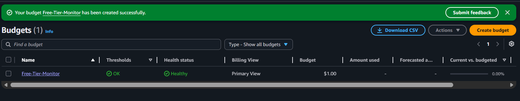 Your budget Free-Tier-Monitor has been created successfully.
Submit feedback
Budgets (1) Info
Download CSV
Actions
Create budget
Find a budget
Type - Show all budgets
1
Name Thresholds Health status Billing View Budget Amount used Forecasted a... Current vs. budgeted
Free-Tier-Monitor OK Healthy Primary View $1.00 - - 0.00%